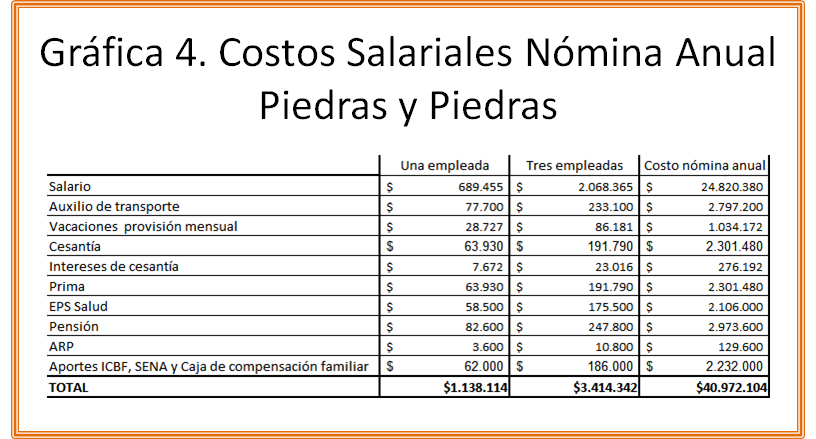 Gráfica 4. Costos Salariales Nómina Anual
Piedras y Piedras
Una empleada Tres empleadas Costo nómina anual
Salario $ 689.455 $ 2.068.365 $ 24.820.380
Auxilio de transporte $ 77.700 $ 233.100 $ 2.797.200
Vacaciones provisión mensual $ 28.727 $ 86.181 $ 1.034.172
Cesantía $ 63.930 $ 191.790 $ 2.301.480
Intereses de cesantía $ 7.672 $ 23.016 $ 276.192
Prima $ 63.930 $ 191.790 $ 2.301.480
EPS Salud $ 58.500 $ 175.500 $ 2.106.000
Pensión $ 82.600 $ 247.800 $ 2.973.600
ARP $ 3.600 $ 10.800 $ 129.600
Aportes ICBF, SENA y Caja de compensación familiar $ 62.000 $ 186.000 $ 2.232.000
TOTAL $1.138.114 $3.414.342 $40.972.104